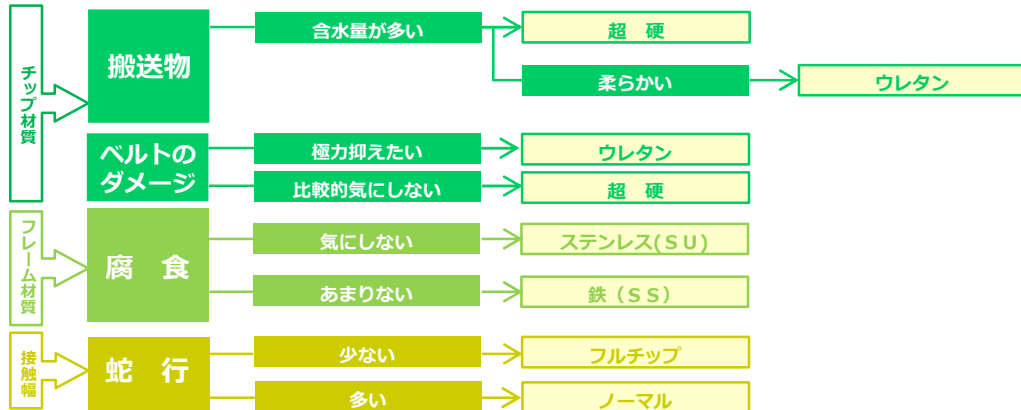 チップ材質
搬送物
含水量が多い
超 硬
柔らかい
ウレタン
ベルトの
ダメージ
極力抑えたい
ウレタン
比較的気にしない
超 硬
フレーム材質
腐 食
気にしない
ステンレス(ＳＵ)
あまりない
鉄（ＳＳ）
接触幅
蛇 行
少ない
フルチップ
多い
ノーマル